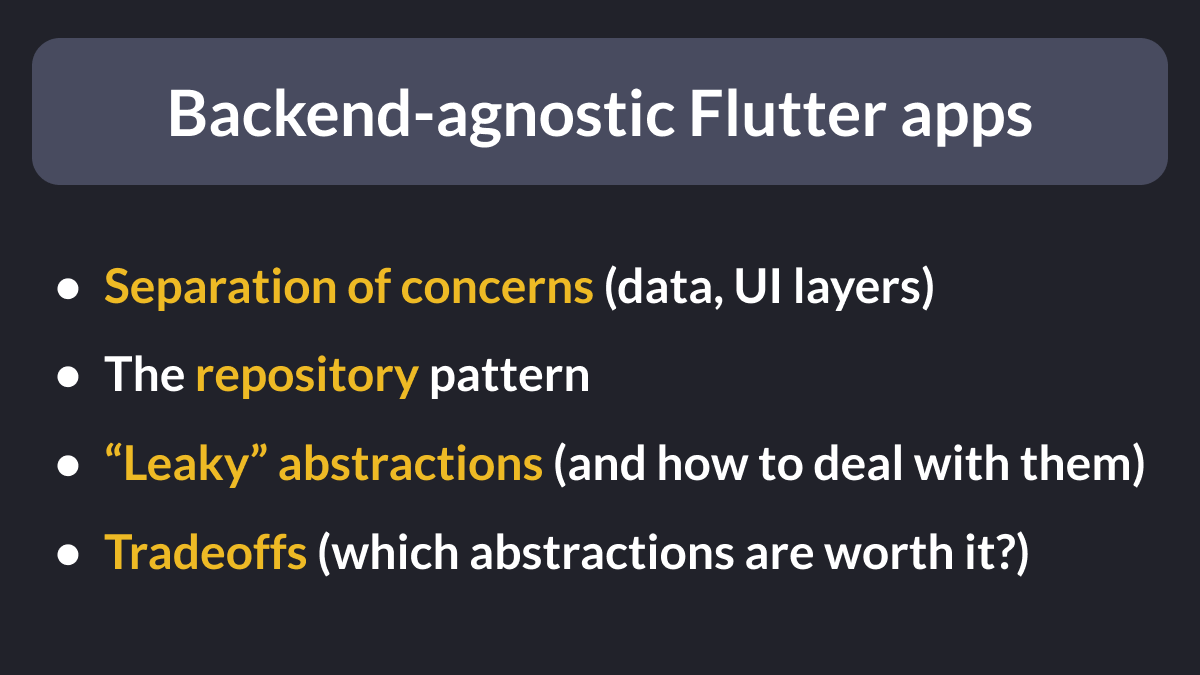 Backend-agnostic Flutter apps
● Separation of concerns (data, UI layers)
● The repository pattern
● “Leaky” abstractions (and how to deal with them)
● Tradeoffs (which abstractions are worth it?)